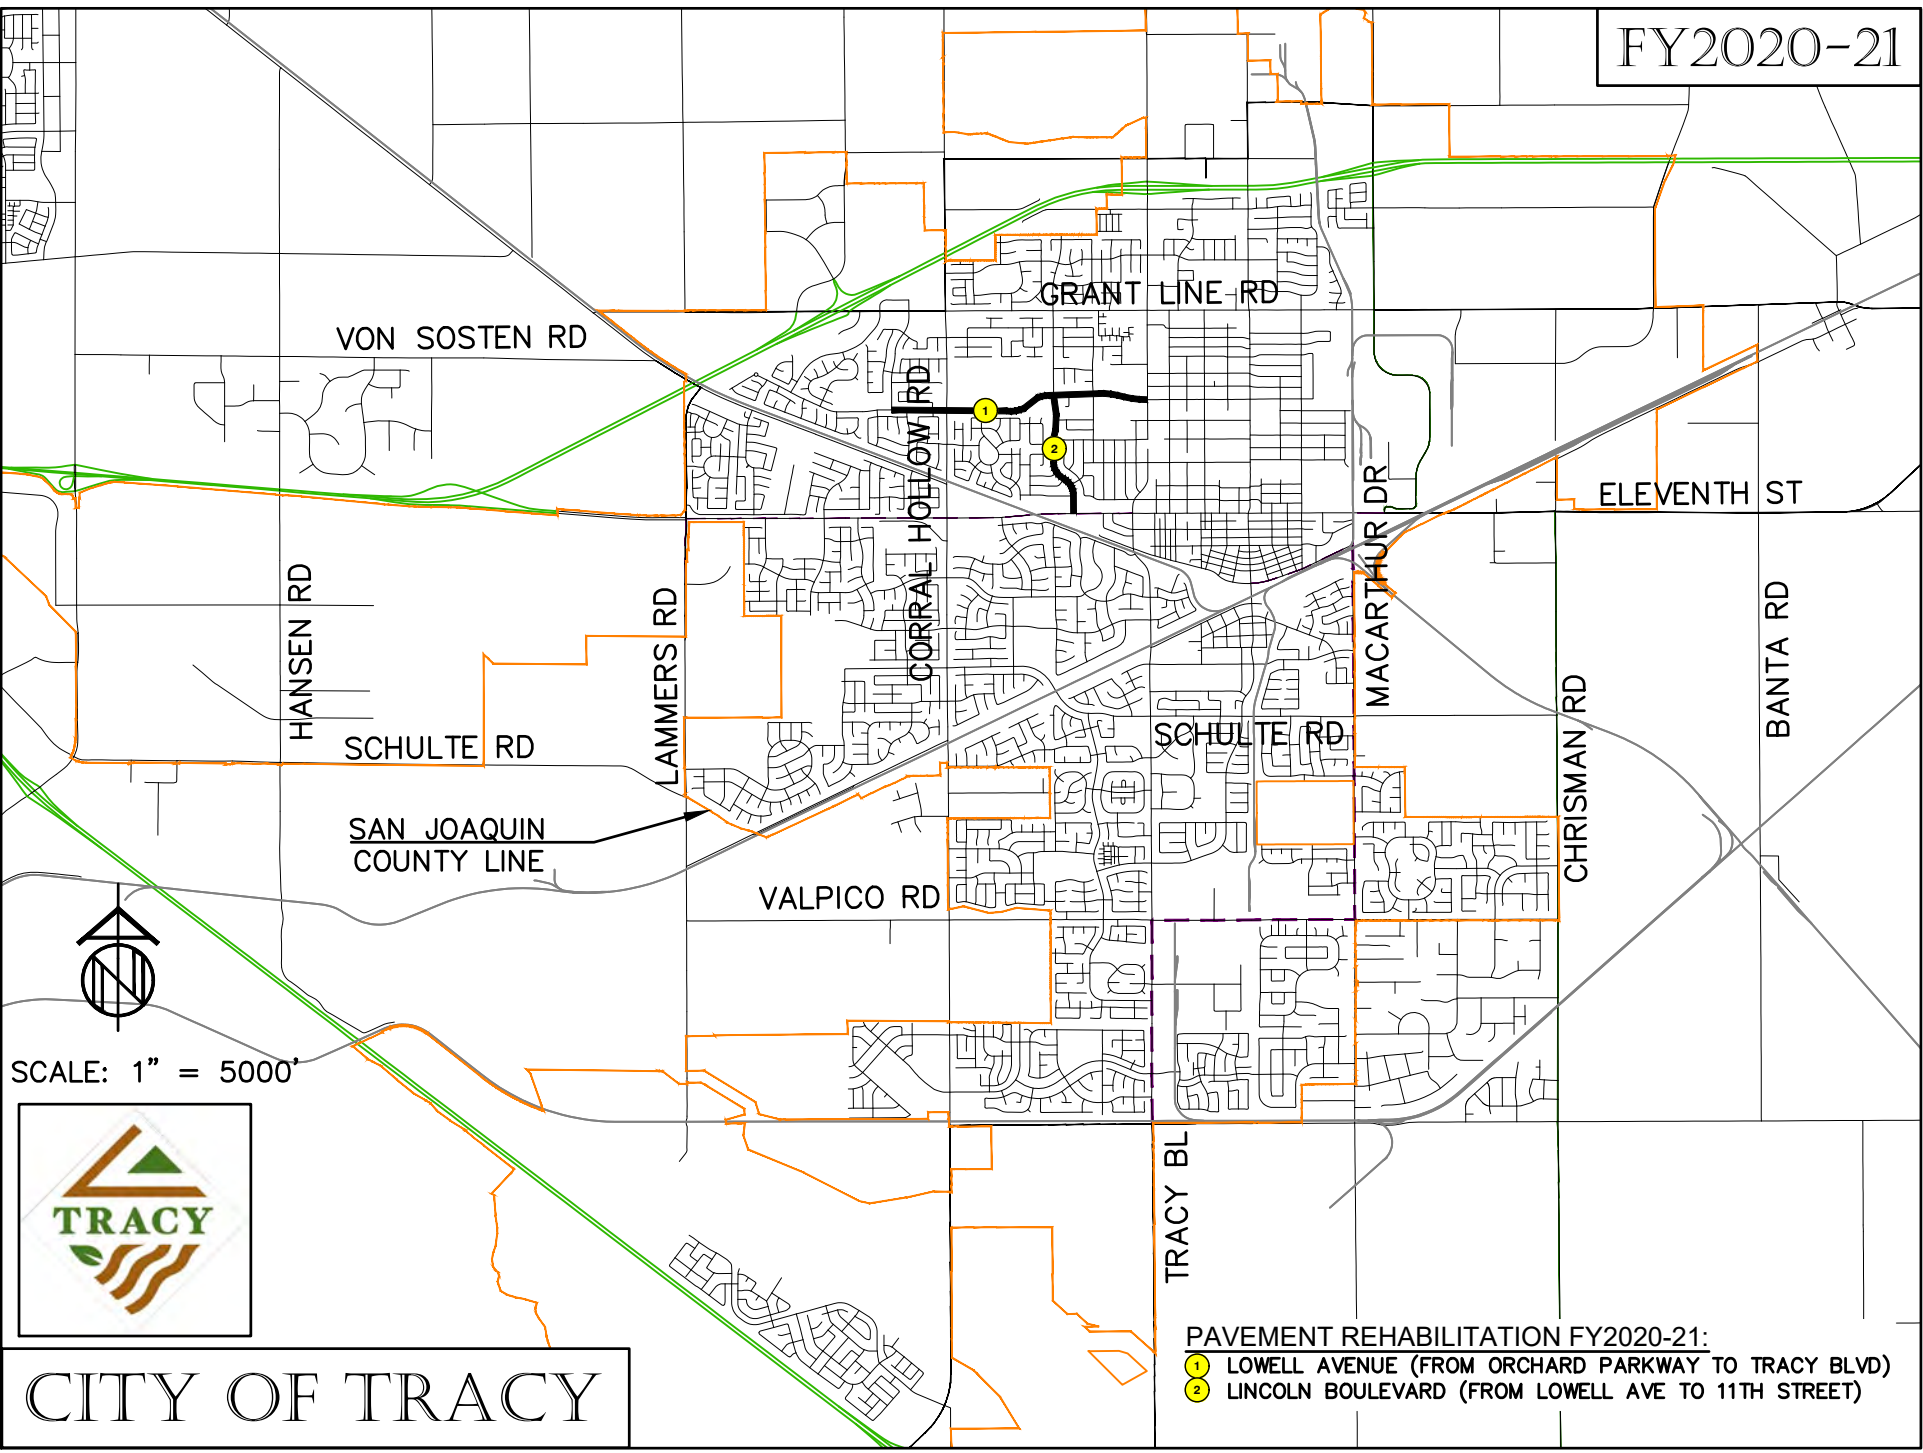 FY2020-21
GRANT LINE RD
VON SOSTEN RD
CORRAL HOLLOW RD
1
2
ELEVENTH ST
MACARTHUR DR
HANSEN RD
LAMMERS RD
BANTA RD
CHRISMAN RD
SCHULTE RD
SCHULTE RD
SAN JOAQUIN
COUNTY LINE
VALPICO RD
N
SCALE: 1" = 5000'
TRACY
TRACY BL
PAVEMENT REHABILITATION FY2020-21:
1 LOWELL AVENUE (FROM ORCHARD PARKWAY TO TRACY BLVD)
2 LINCOLN BOULEVARD (FROM LOWELL AVE TO 11TH STREET)
CITY OF TRACY